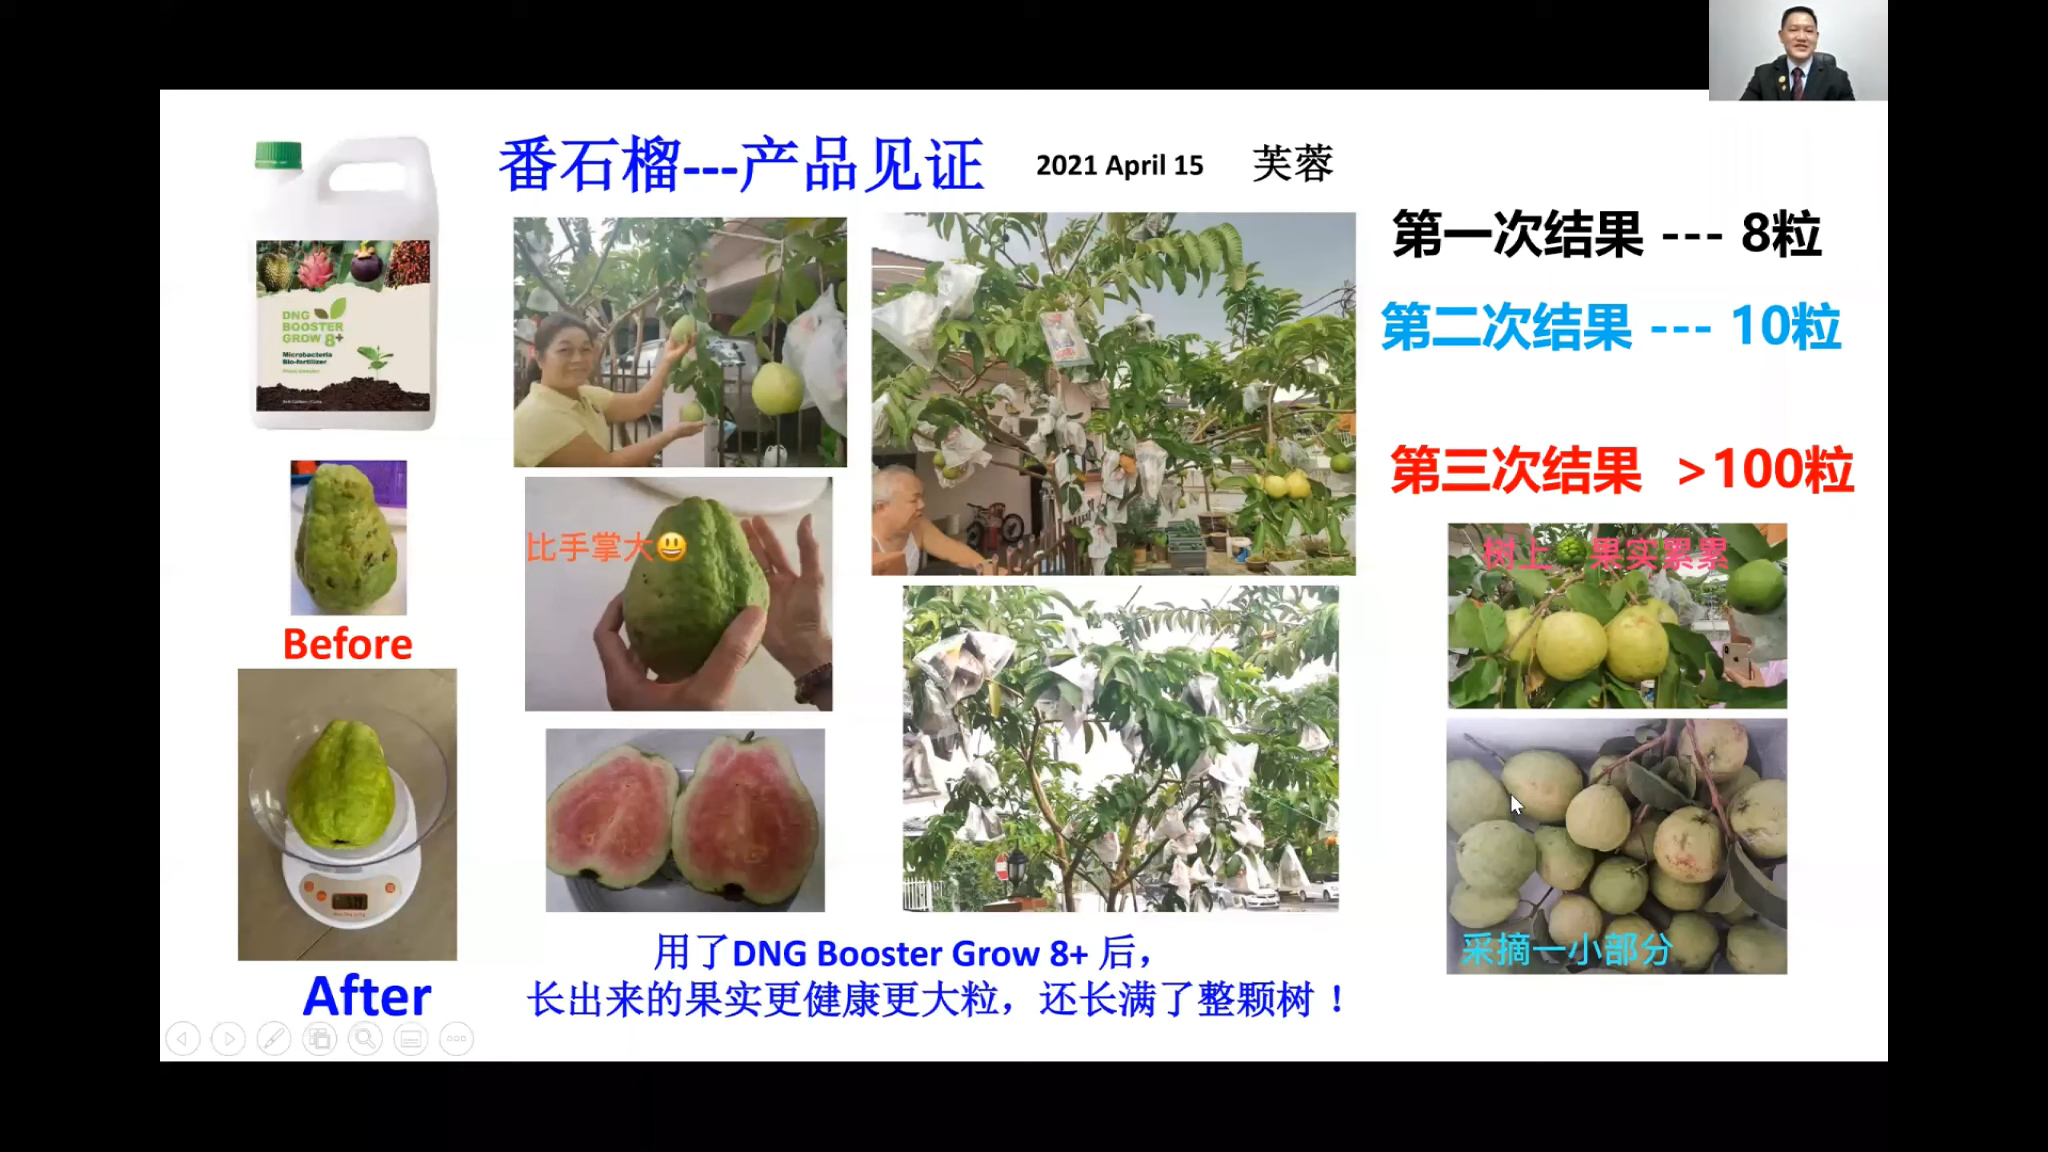 番石榴---产品见证
2021 April 15
芙蓉
DNG
BOOSTER
GROW 8+
Microbacteria
Bio-fertilizer
Before
After
比手掌大😃
第一次结果 --- 8粒
第二次结果 --- 10粒
第三次结果 >100粒
树上 果实累累
采摘一小部分
用了DNG Booster Grow 8+ 后，
长出来的果实更健康更大粒，还长满了整颗树！